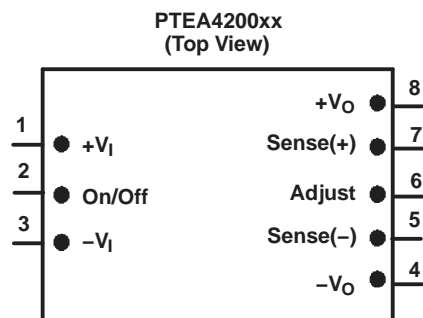 PTEA4200xx
(Top View)
1
+VI
2
On/Off
3
−VI
+VO
8
Sense(+)
7
Adjust
6
Sense(−)
5
−VO
4